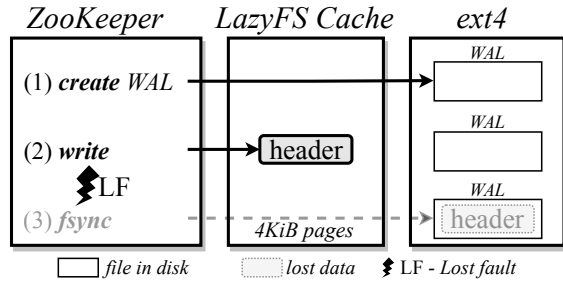 ZooKeeper LazyFS Cache ext4
WAL
(1) create WAL
WAL
(2) write header
LF
WAL
(3) fsync header
4KiB pages
file in disk lost data LF - Lost fault